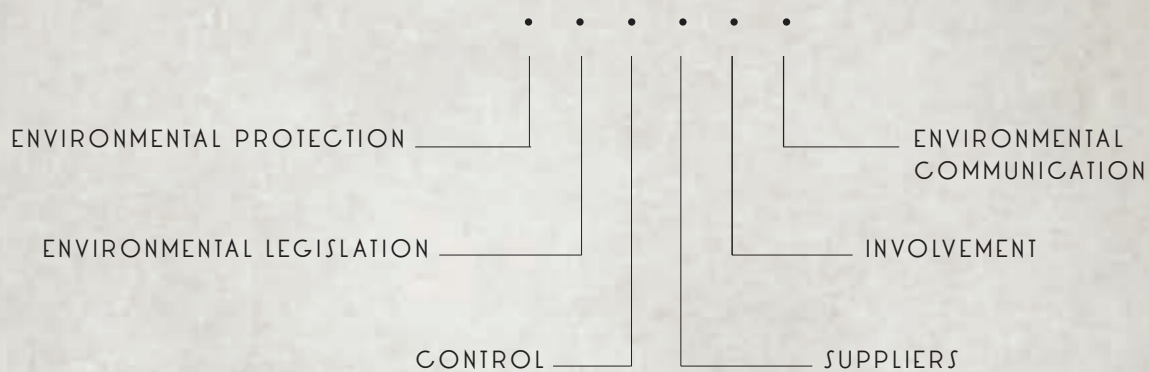 ENVIRONMENTAL PROTECTION
ENVIRONMENTAL
COMMUNICATION
ENVIRONMENTAL LEGISLATION
INVOLVEMENT
CONTROL
SUPPLIERS